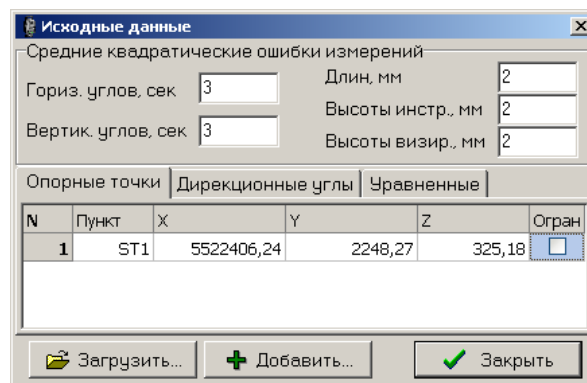 Исходные данные
Средние квадратические ошибки измерений
Гориз. углов, сек 3
Вертик. углов, сек 3
Длин, мм 2
Высоты инстр., мм 2
Высоты визир., мм 2
Опорные точки Дирекционные углы Уравненные
N Пункт X Y Z Огран
1 ST1 5522406,24 2248,27 325,18
Загрузить... Добавить... Закрыть